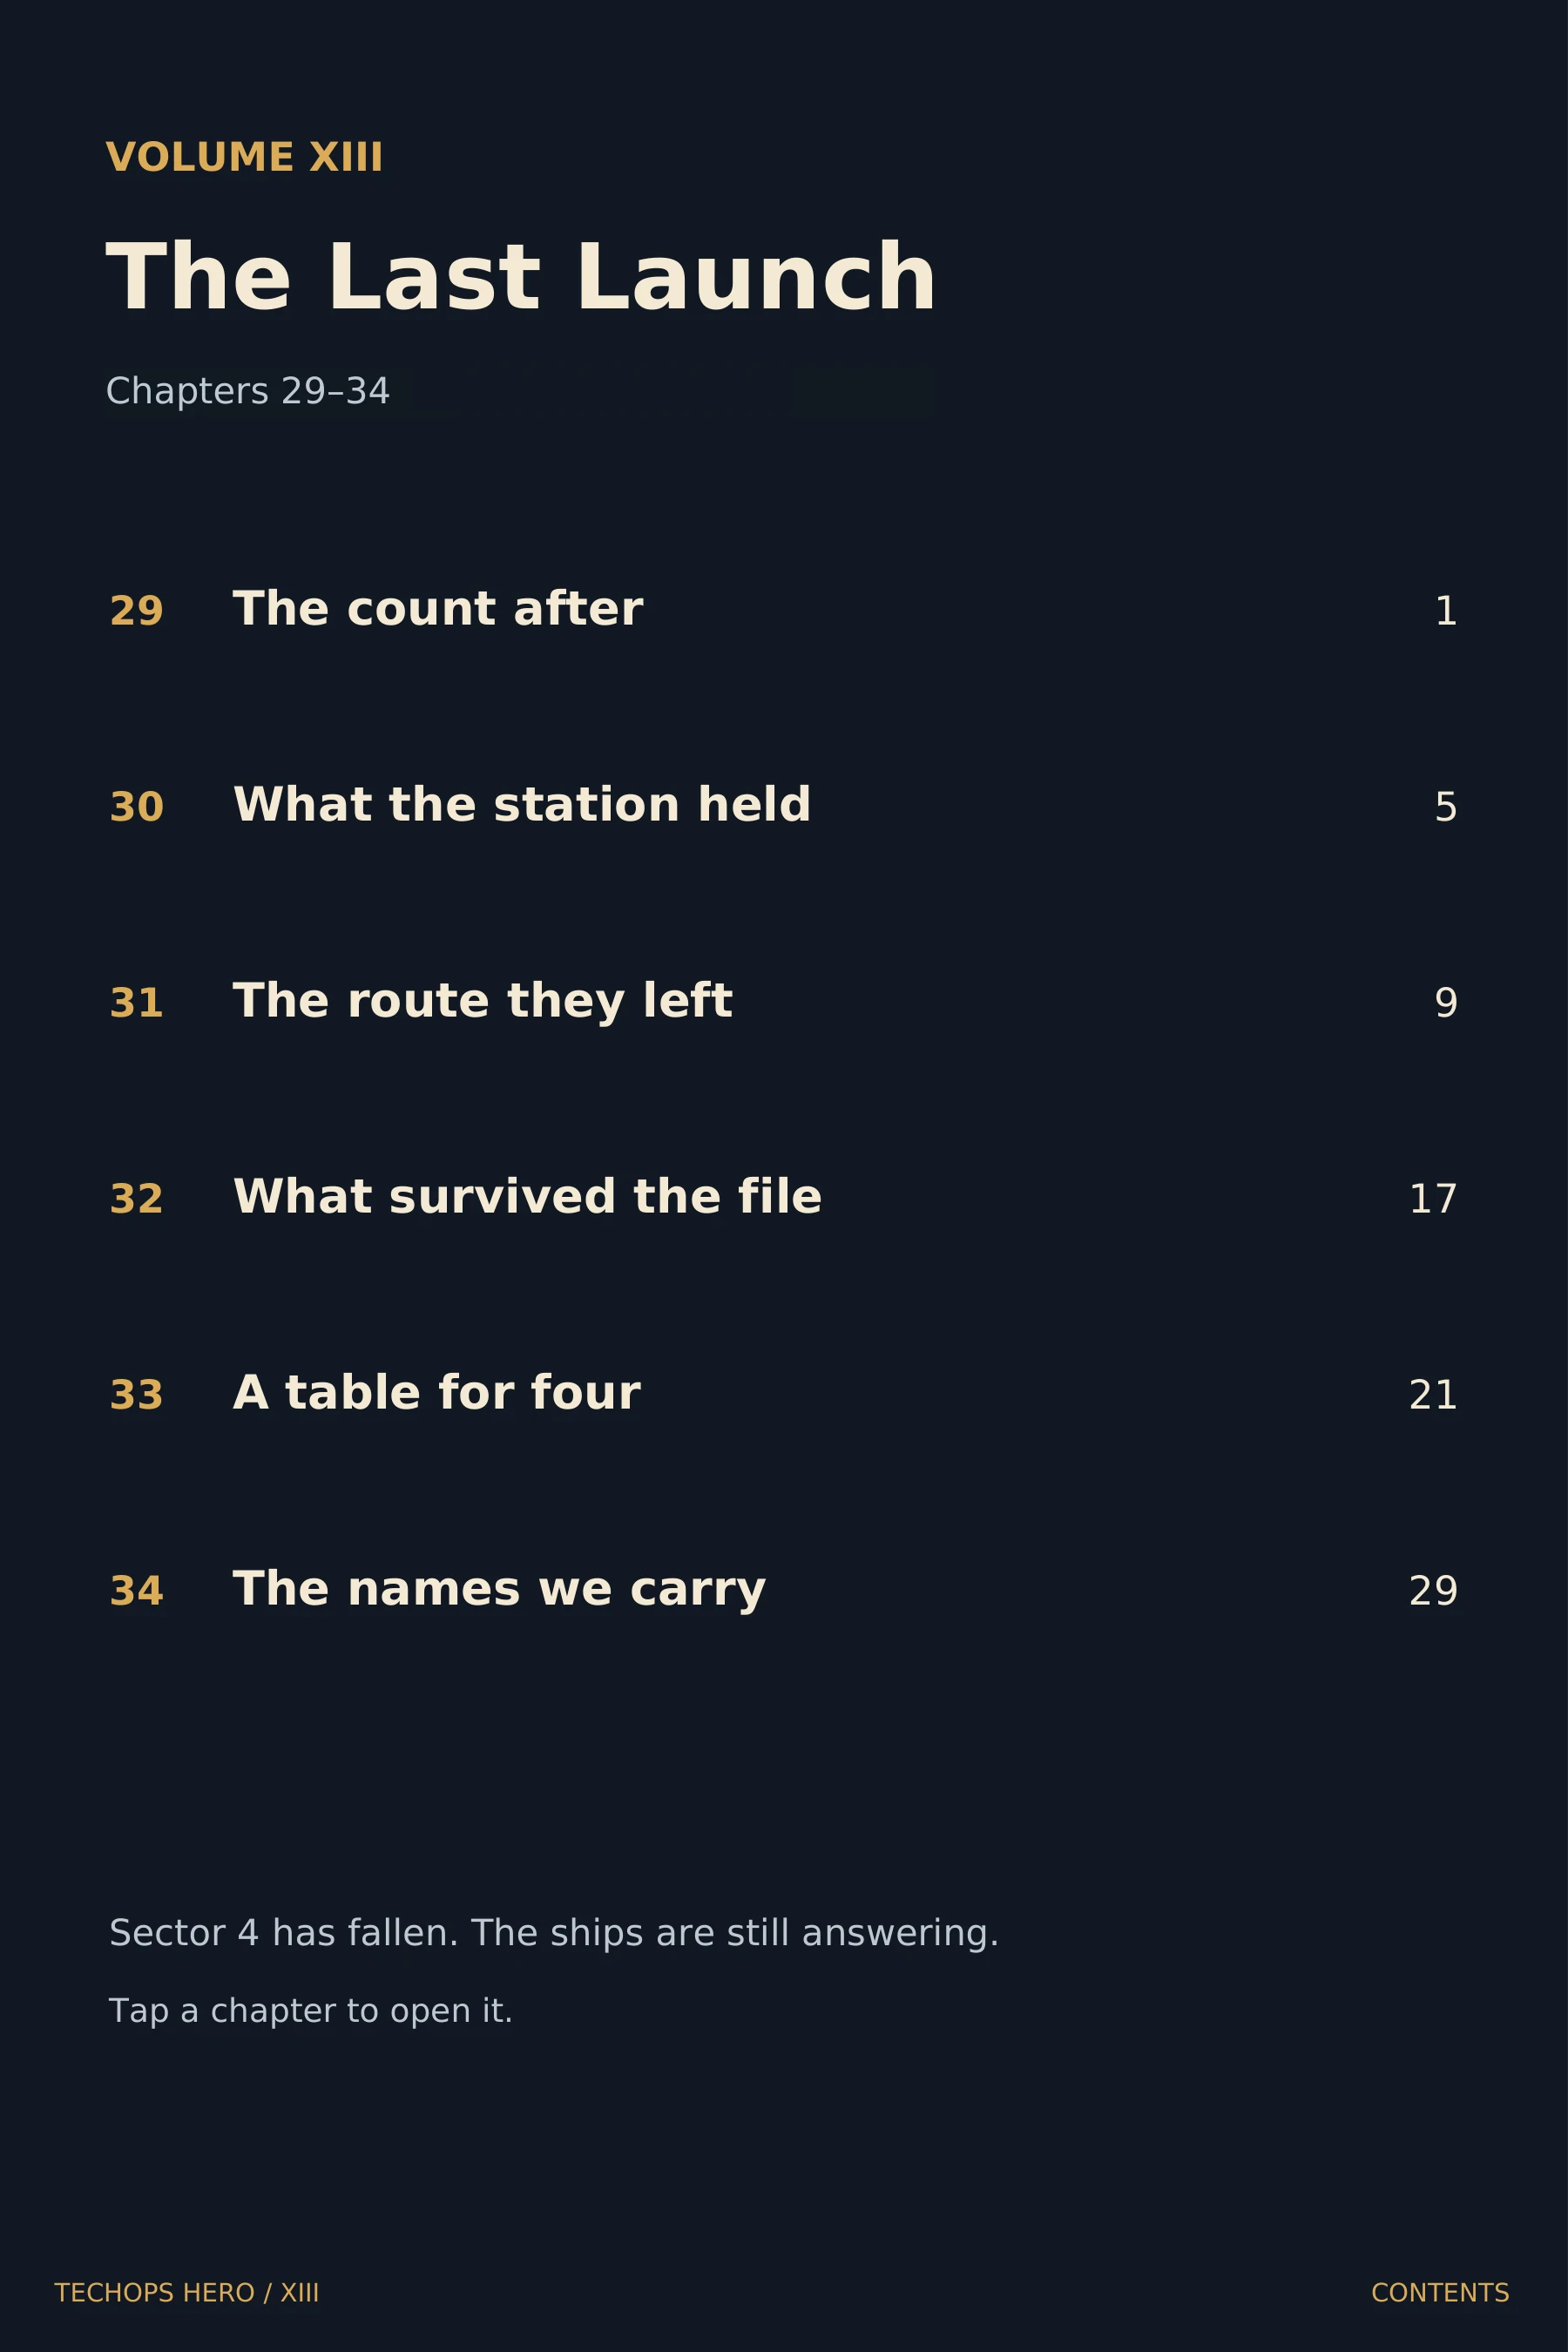 VOLUME XIII
The Last Launch
Chapters 29–34
29 The count after 1
30 What the station held 5
31 The route they left 9
32 What survived the file 17
33 A table for four 21
34 The names we carry 29
Sector 4 has fallen. The ships are still answering.
Tap a chapter to open it.
TECHOPS HERO / XIII CONTENTS